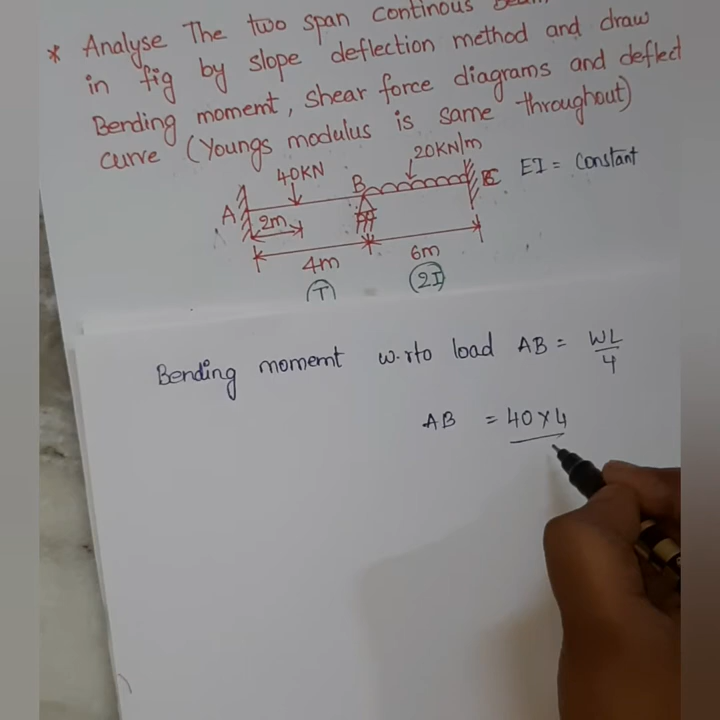 * Analyse The two span continous
in fig by slope deflection method and draw
Bending moment, shear force diagrams and deflected
curve (Youngs modulus is same throughout)
40KN
20KN/m
A
B
C
EI = constant
2m
4m
6m
I
2I
Bending moment w.rto load AB = WL/4
AB = 40×4